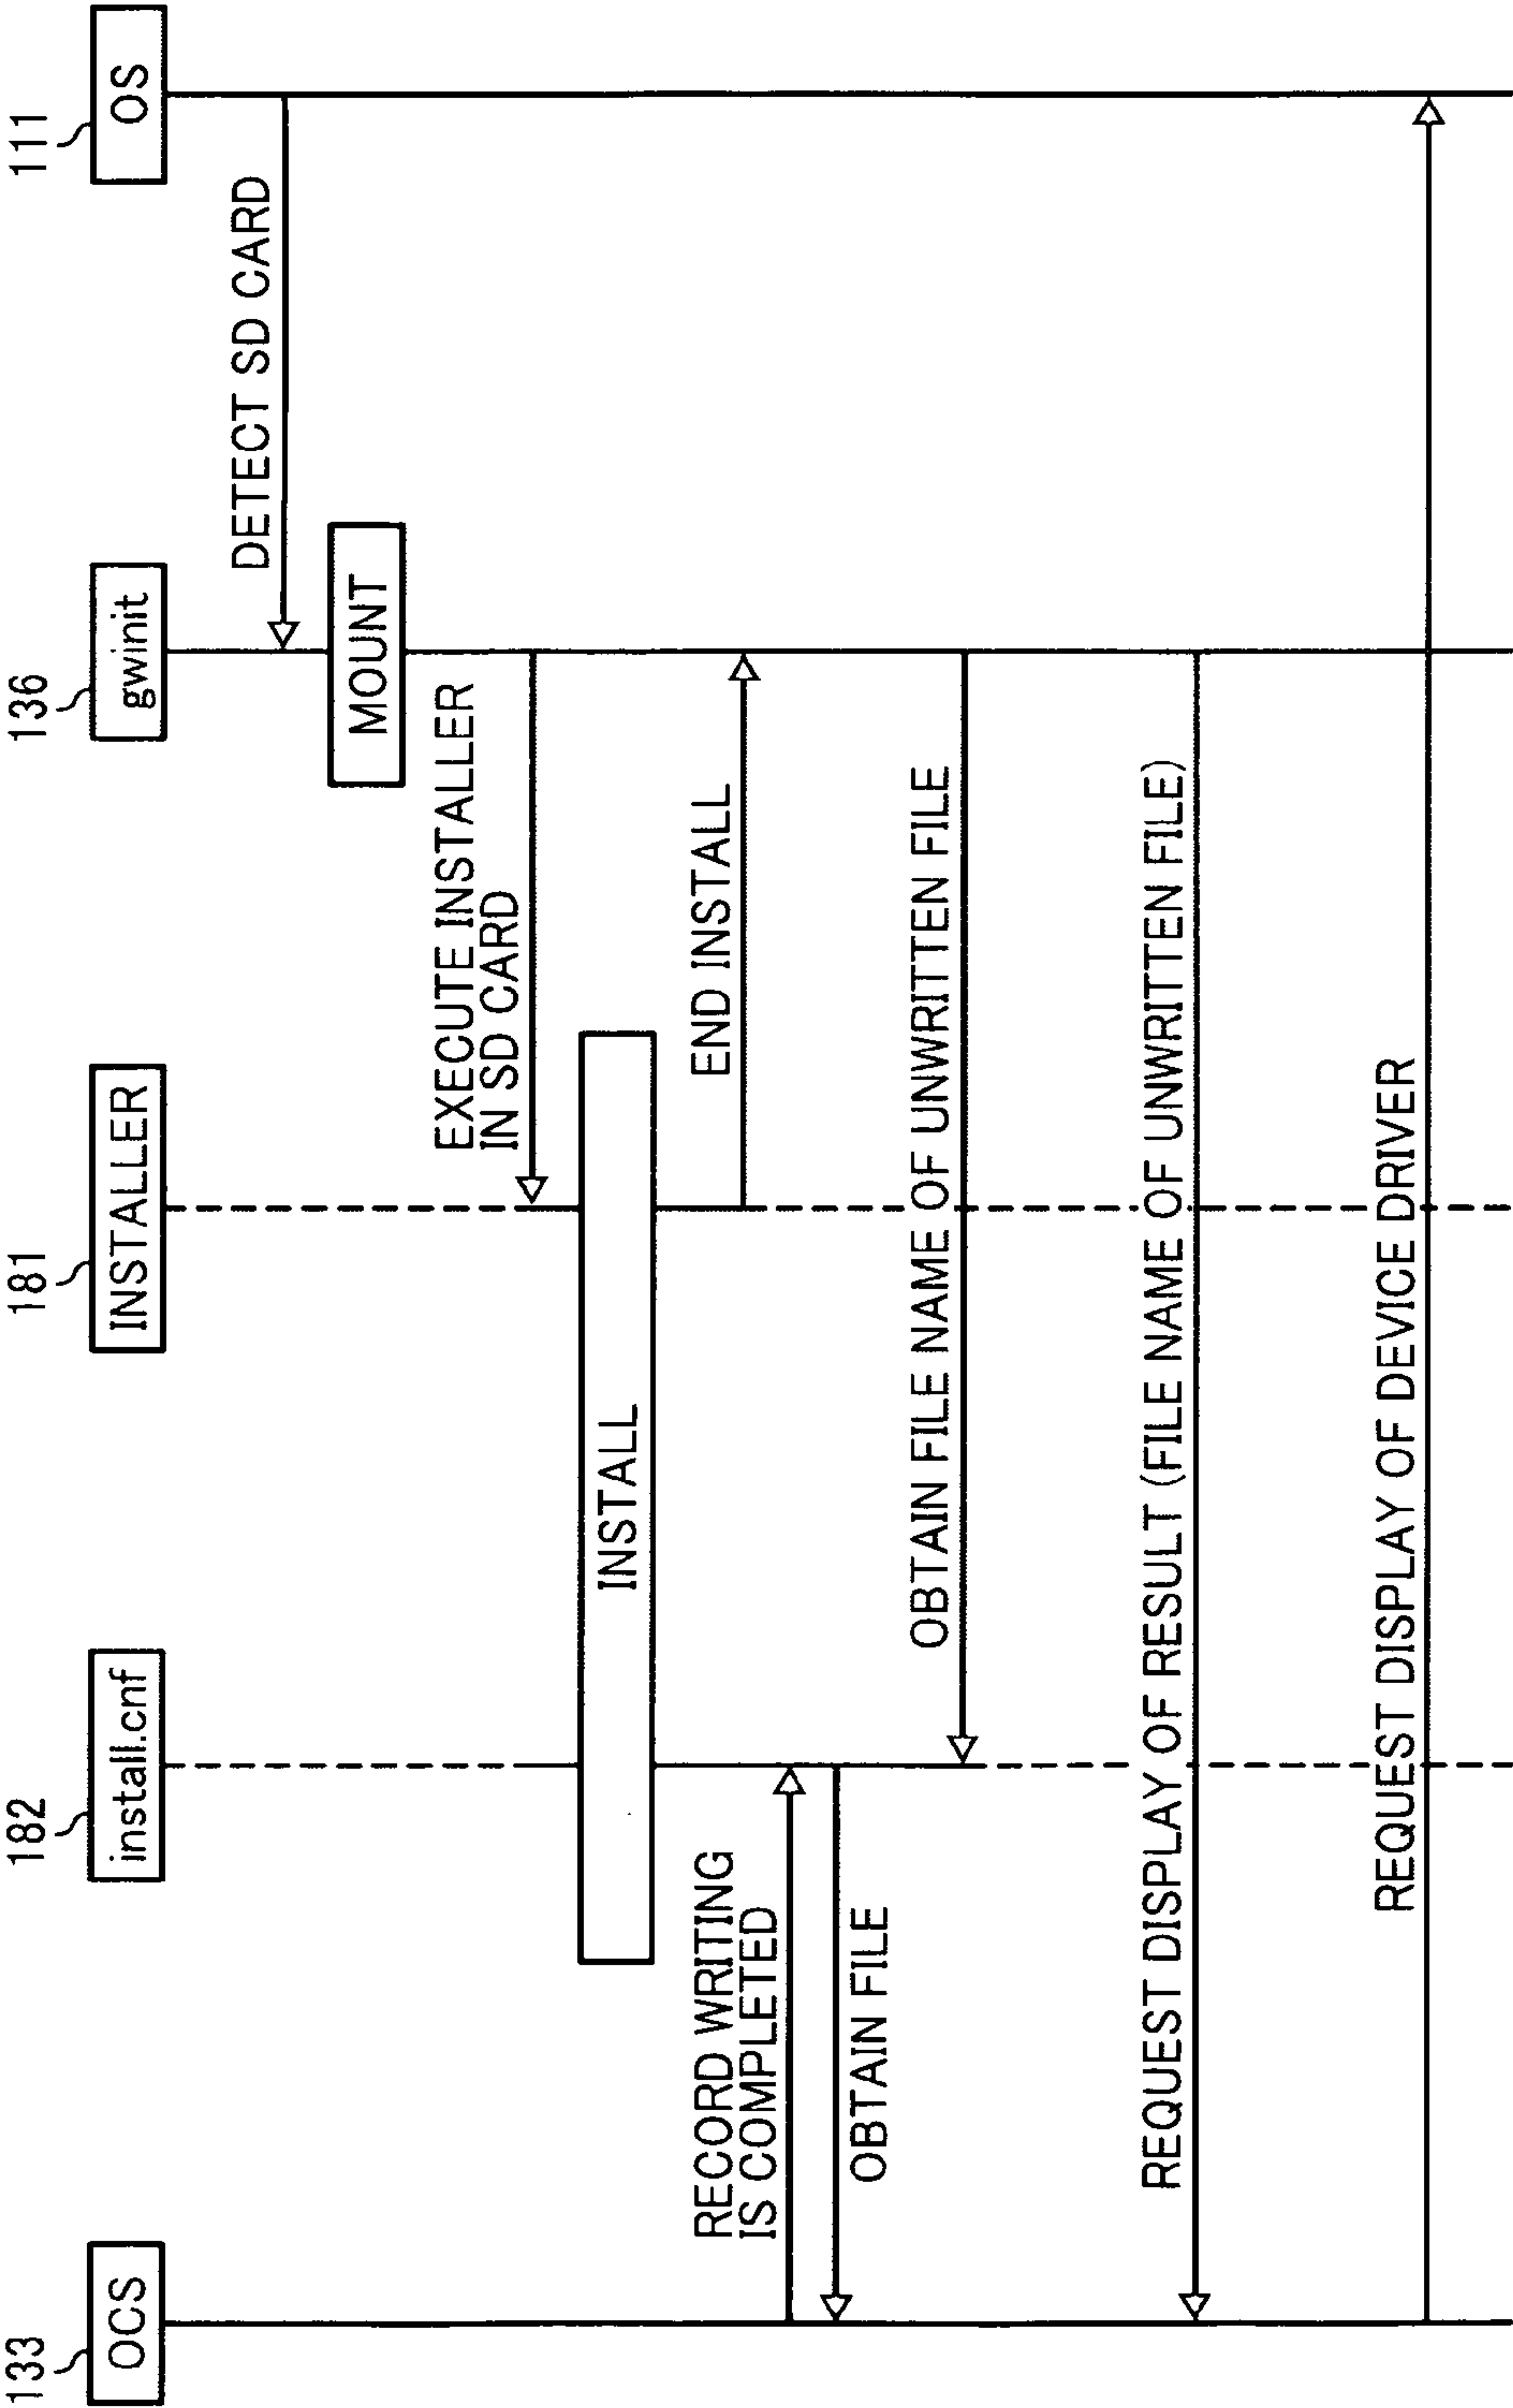 133
OCS
182
install.cnf
181
INSTALLER
136
gwinit
111
OS
DETECT SD CARD
MOUNT
EXECUTE INSTALLER
IN SD CARD
INSTALL
RECORD WRITING
IS COMPLETED
END INSTALL
OBTAIN FILE
OBTAIN FILE NAME OF UNWRITTEN FILE
REQUEST DISPLAY OF RESULT (FILE NAME OF UNWRITTEN FILE)
REQUEST DISPLAY OF DEVICE DRIVER